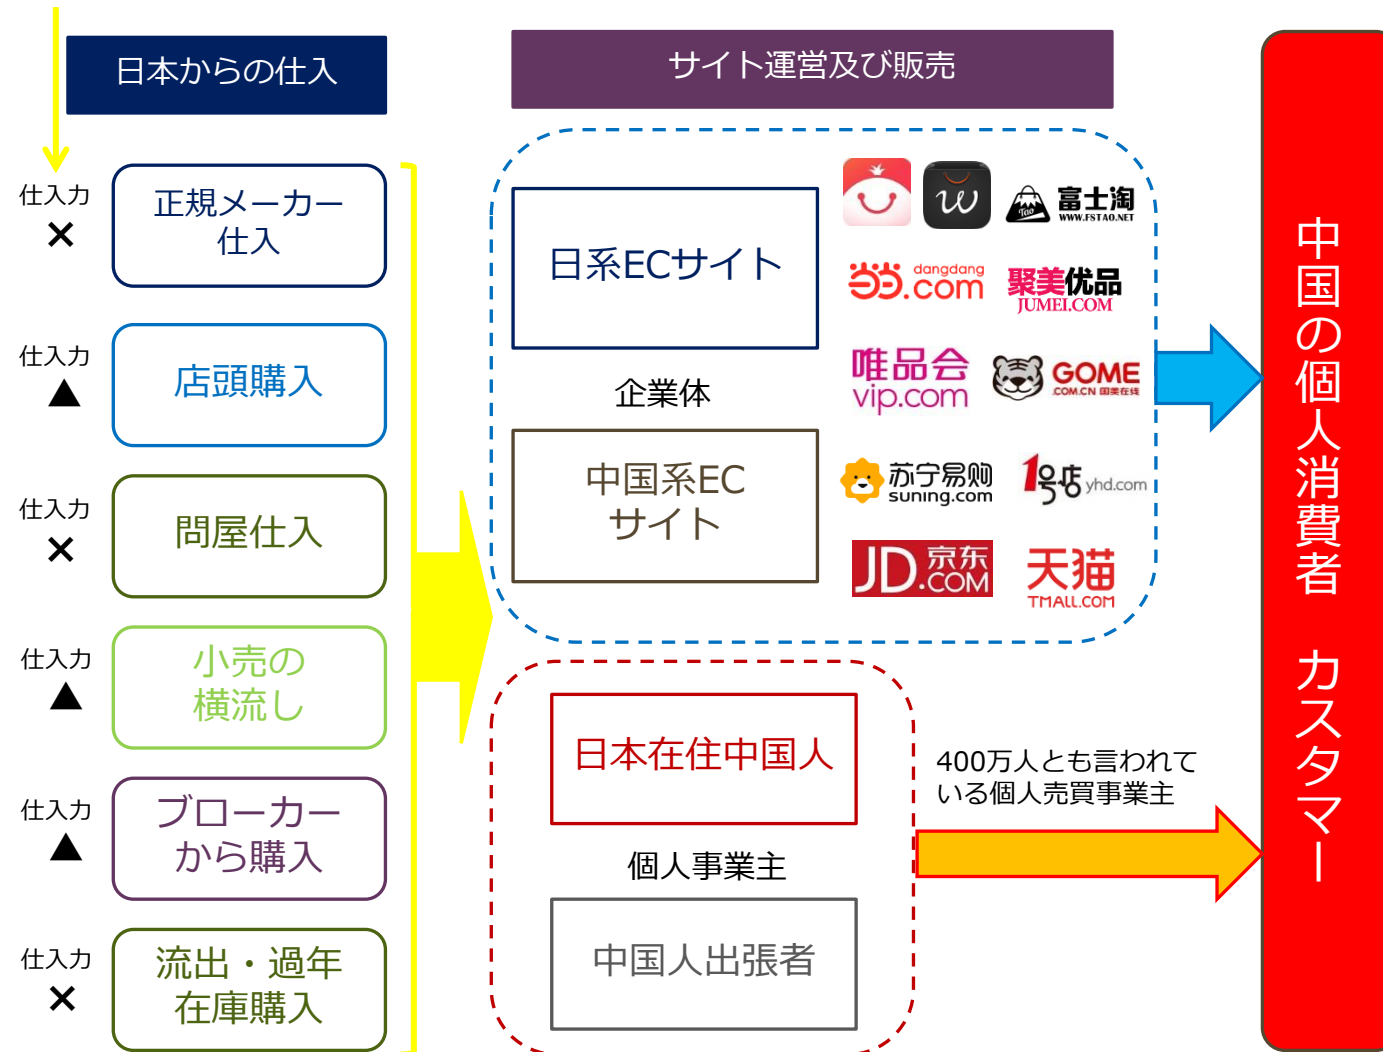 日本からの仕入
サイト運営及び販売
仕入力
×
正規メーカー
仕入
仕入力
▲
店頭購入
仕入力
×
問屋仕入
仕入力
▲
小売の
横流し
仕入力
▲
ブローカー
から購入
仕入力
×
流出・過年
在庫購入
日系ECサイト
企業体
中国系EC
サイト
w
Tao
富士淘
WWW.FSTAO.NET
当当.com
dangdang
聚美优品
JUMEI.COM
唯品会
vip.com
GOME
.COM.CN 国美在线
苏宁易购
suning.com
1号店 yhd.com
JD京东
.COM
天猫
TMALL.COM
日本在住中国人
個人事業主
中国人出張者
400万人とも言われて
いる個人売買事業主
中国の個人消費者 カスタマー